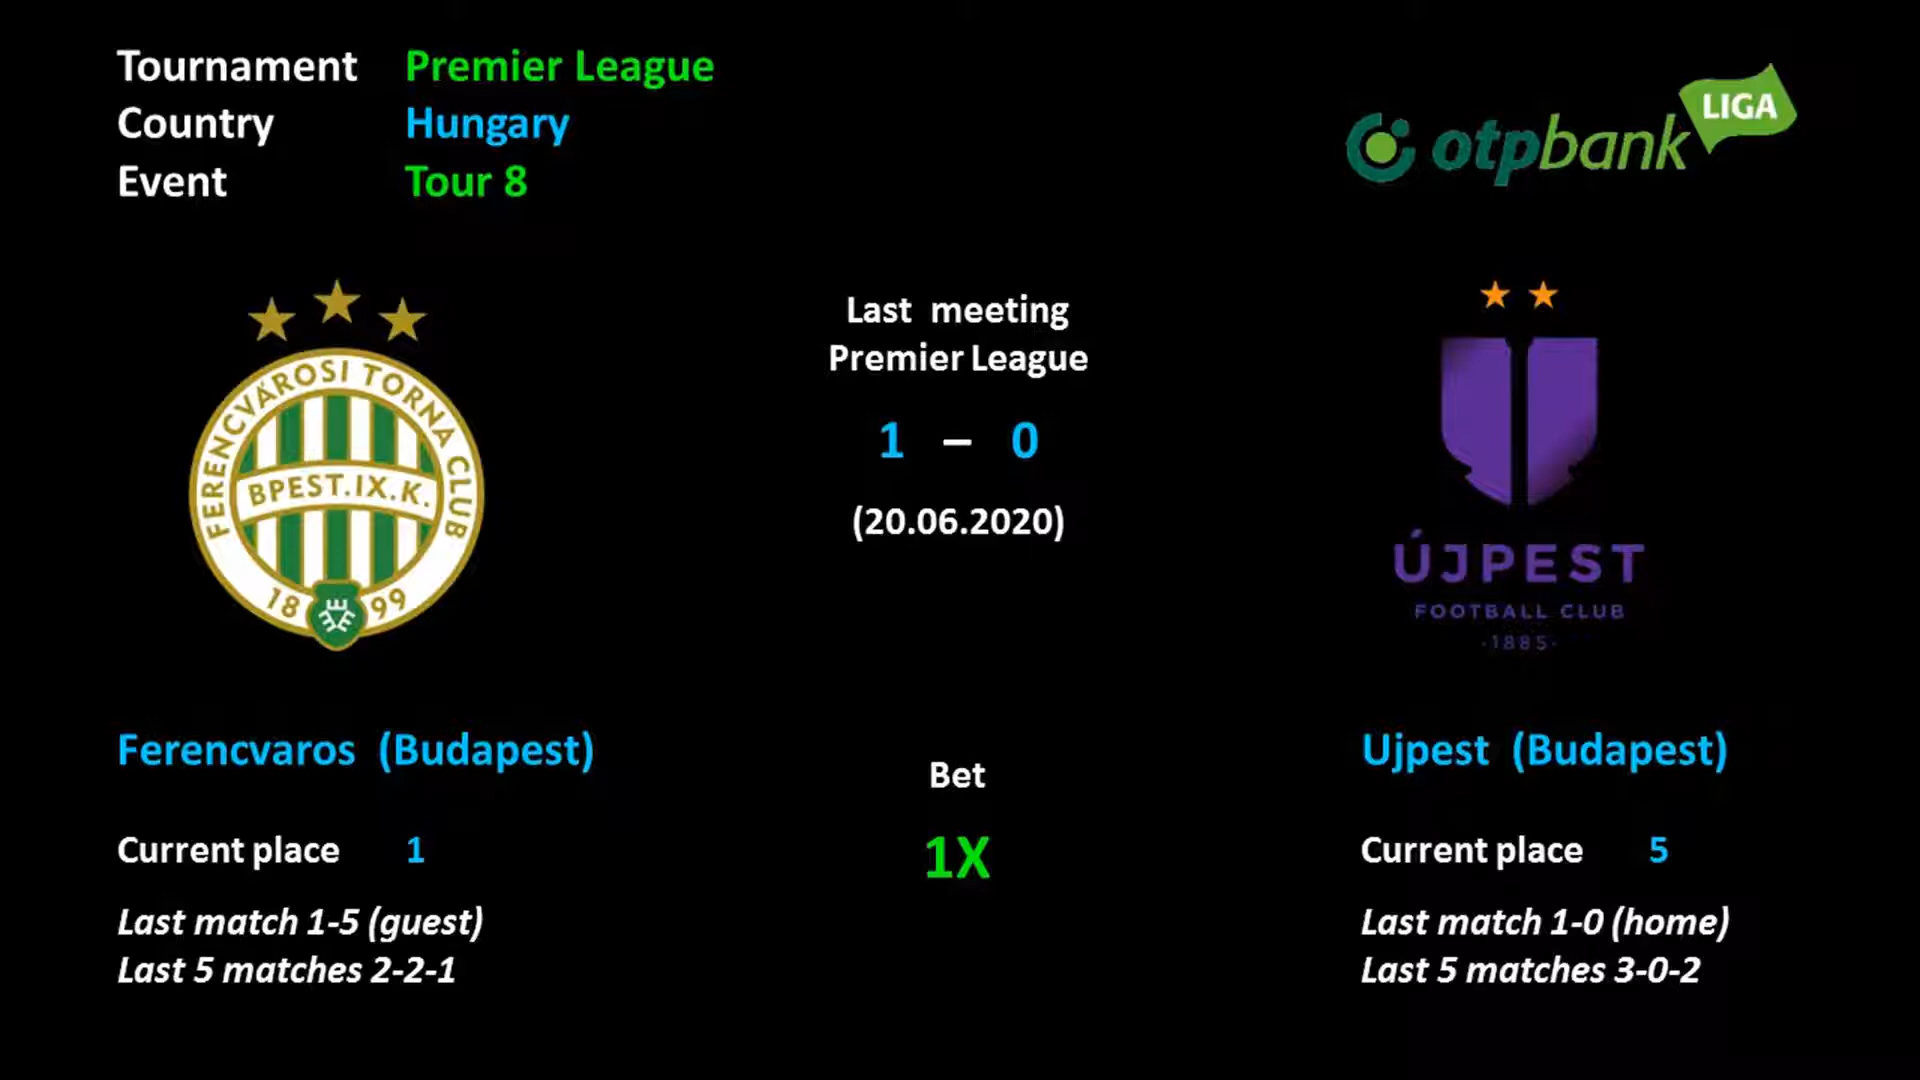 Tournament Premier League
Country Hungary
Event Tour 8
otpbank LIGA
FERENCVÁROSI TORNA CLUB
BPEST.IX.K.
18 99
Last meeting
Premier League
1 – 0
(20.06.2020)
ÚJPEST
FOOTBALL CLUB
·1885·
Ferencvaros (Budapest)
Current place 1
Last match 1-5 (guest)
Last 5 matches 2-2-1
Bet
1X
Ujpest (Budapest)
Current place 5
Last match 1-0 (home)
Last 5 matches 3-0-2